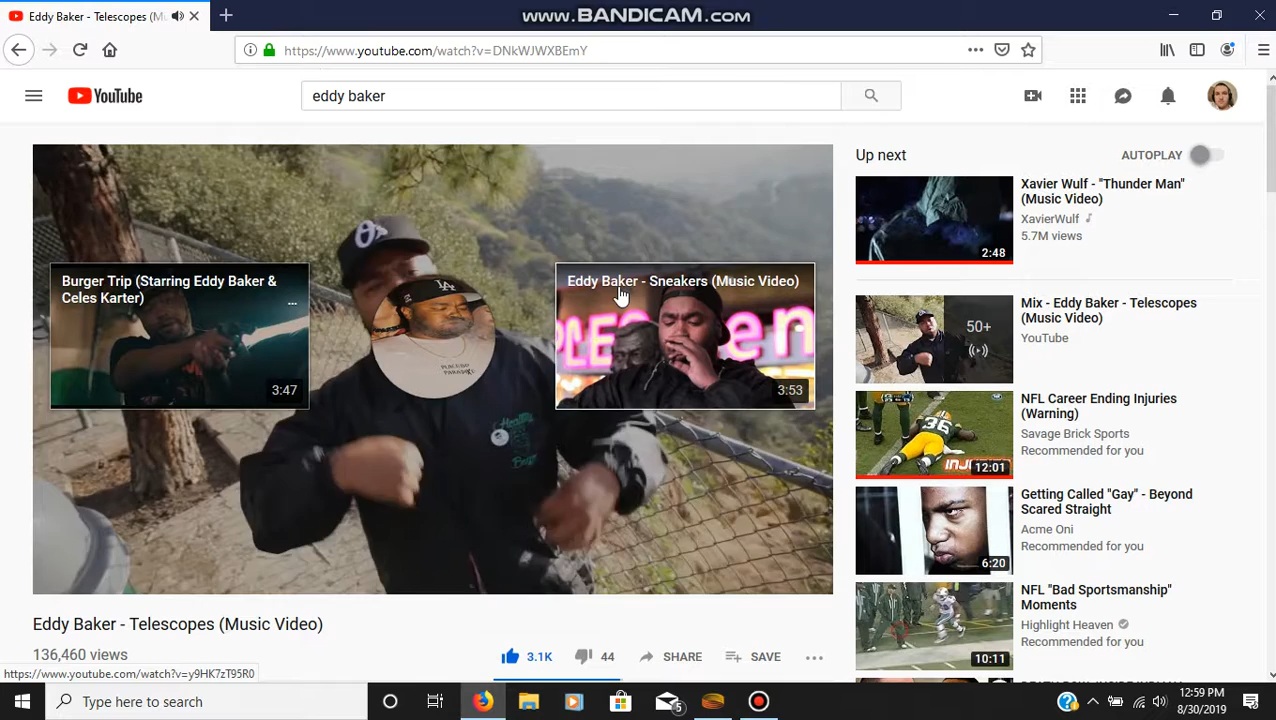 Eddy Baker - Telescopes (Mu
www.BANDICAM.com
https://www.youtube.com/watch?v=DNkWJWXBEmY
YouTube
eddy baker
Burger Trip (Starring Eddy Baker &
Celes Karter)
...
3:47
Eddy Baker - Sneakers (Music Video)
3:53
Up next
AUTOPLAY
Xavier Wulf - "Thunder Man"
(Music Video)
XavierWulf
5.7M views
2:48
Mix - Eddy Baker - Telescopes
(Music Video)
YouTube
50+
NFL Career Ending Injuries
(Warning)
Savage Brick Sports
Recommended for you
36
12:01
Getting Called "Gay" - Beyond
Scared Straight
Acme Oni
Recommended for you
6:20
NFL "Bad Sportsmanship"
Moments
Highlight Heaven
Recommended for you
10:11
Eddy Baker - Telescopes (Music Video)
136,460 views
3.1K
44
SHARE
SAVE
https://www.youtube.com/watch?v=y9HK7zT95R0
Type here to search
5
12:59 PM
8/30/2019